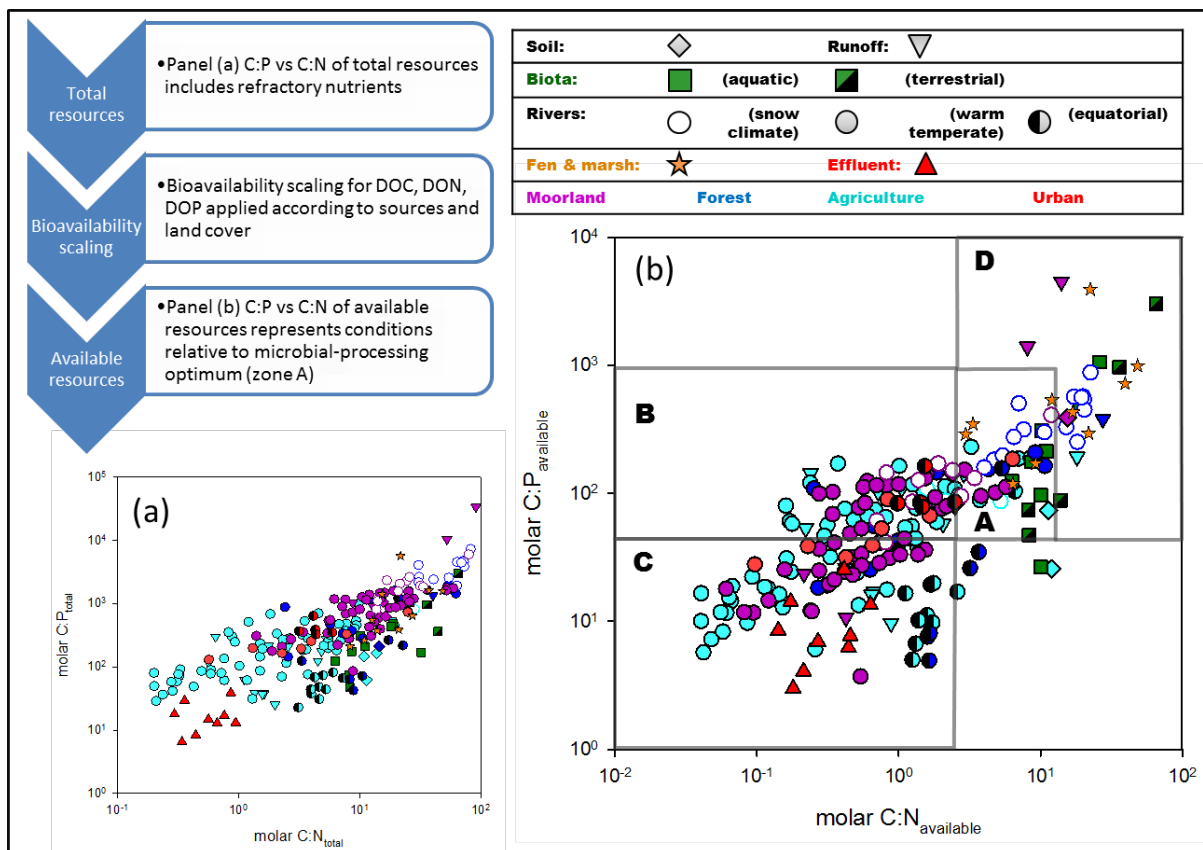 Total
resources
•Panel (a) C:P vs C:N of total resources
includes refractory nutrients
Bioavailability
scaling
•Bioavailability scaling for DOC, DON,
DOP applied according to sources and
land cover
Available
resources
•Panel (b) C:P vs C:N of available
resources represents conditions
relative to microbial-processing
optimum (zone A)
Soil: Runoff:
Biota: (aquatic) (terrestrial)
Rivers: (snow climate) (warm temperate) (equatorial)
Fen & marsh: Effluent:
Moorland Forest Agriculture Urban
(a)
molar C:Ptotal
10⁵
10⁴
10³
10²
10¹
10⁰
10⁻¹ 10⁰ 10¹ 10²
molar C:Ntotal
(b)
D
B
A
C
molar C:Pavailable
10⁴
10³
10²
10¹
10⁰
10⁻² 10⁻¹ 10⁰ 10¹ 10²
molar C:Navailable